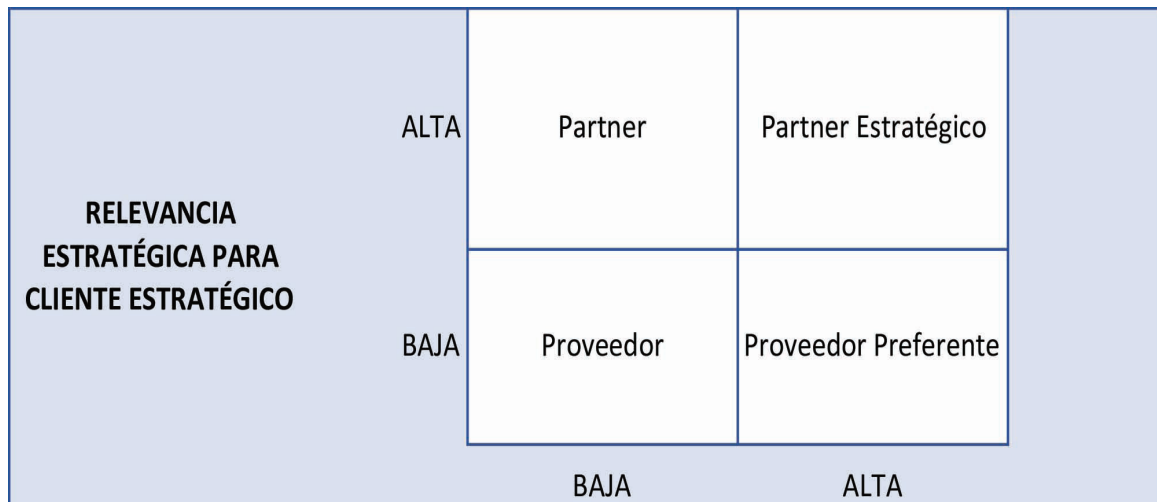 ALTA
Partner
Partner Estratégico
RELEVANCIA
ESTRATÉGICA PARA
CLIENTE ESTRATÉGICO
BAJA
Proveedor
Proveedor Preferente
BAJA
ALTA